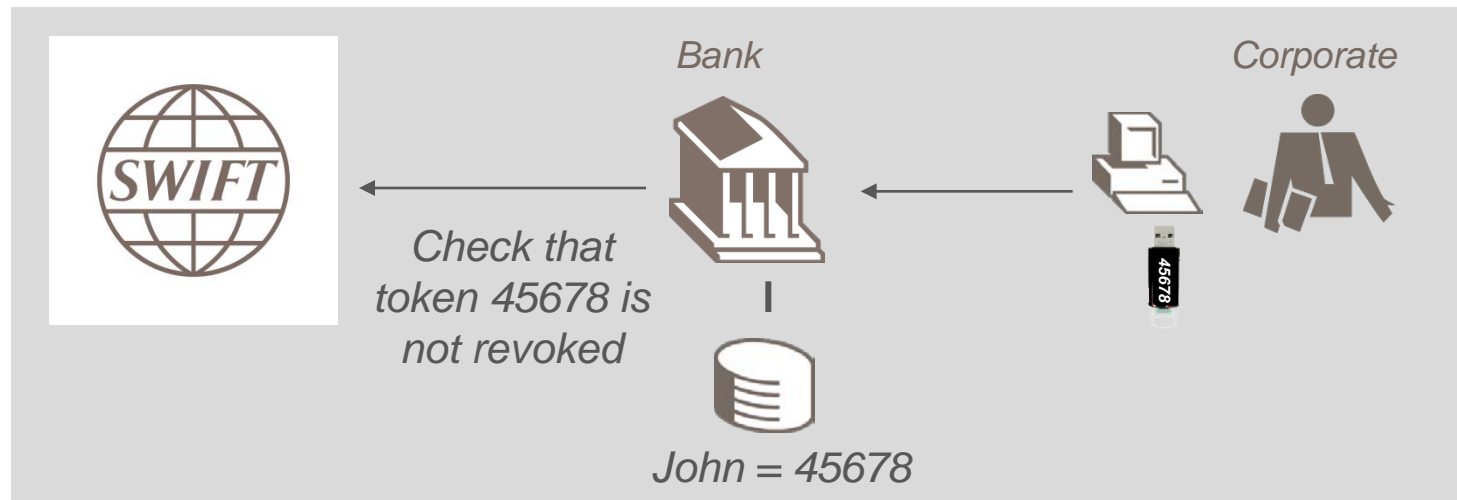 Bank
Corporate
SWIFT
Check that
token 45678 is
not revoked
45678
John = 45678